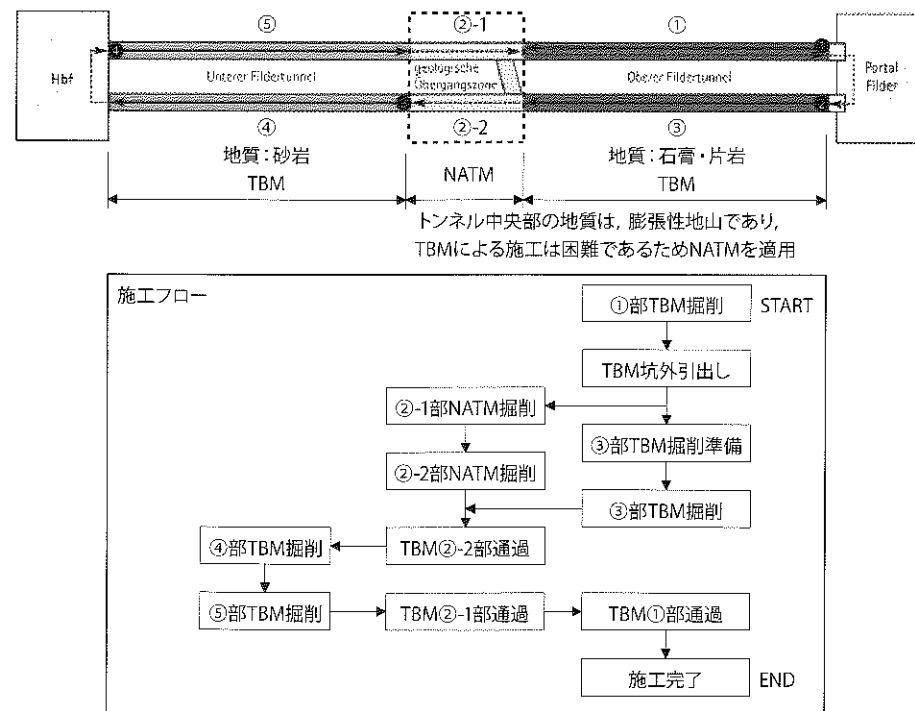 ⑤
②-1
①
Hbf
Unterer Fildertunnel
geologische
Übergangszone
Oberer Fildertunnel
Portal
Filder
④
②-2
③
地質:砂岩
TBM
NATM
地質:石膏・片岩
TBM
トンネル中央部の地質は,膨張性地山であり,
TBMによる施工は困難であるためNATMを適用
施工フロー
①部TBM掘削
START
TBM坑外引出し
②-1部NATM掘削
③部TBM掘削準備
②-2部NATM掘削
③部TBM掘削
④部TBM掘削
TBM②-2部通過
⑤部TBM掘削
TBM②-1部通過
TBM①部通過
施工完了
END